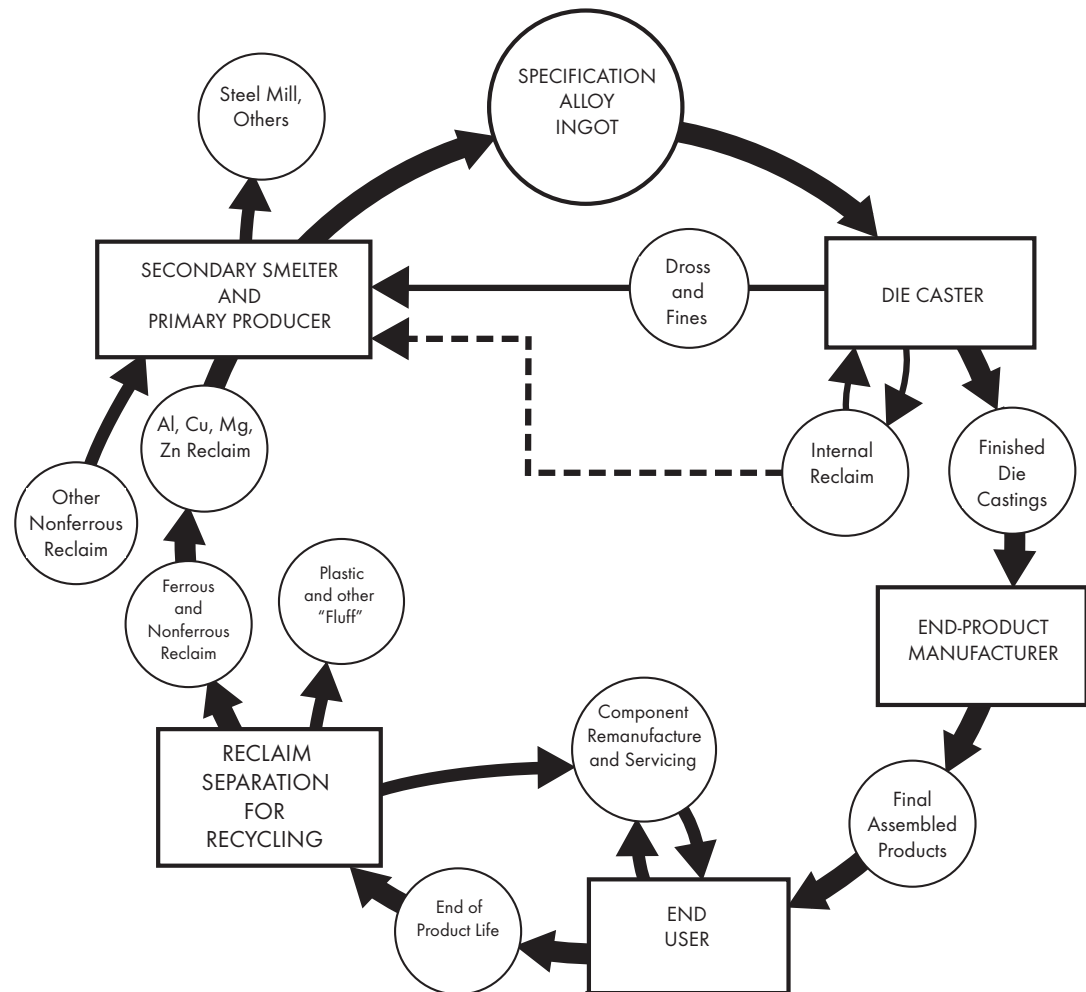 SPECIFICATION
ALLOY
INGOT
Steel Mill,
Others
SECONDARY SMELTER
AND
PRIMARY PRODUCER
Dross
and
Fines
DIE CASTER
Al, Cu, Mg,
Zn Reclaim
Internal
Reclaim
Finished
Die
Castings
Other
Nonferrous
Reclaim
Ferrous
and
Nonferrous
Reclaim
Plastic
and other
"Fluff"
END-PRODUCT
MANUFACTURER
Component
Remanufacture
and Servicing
RECLAIM
SEPARATION
FOR
RECYCLING
Final
Assembled
Products
End of
Product Life
END
USER